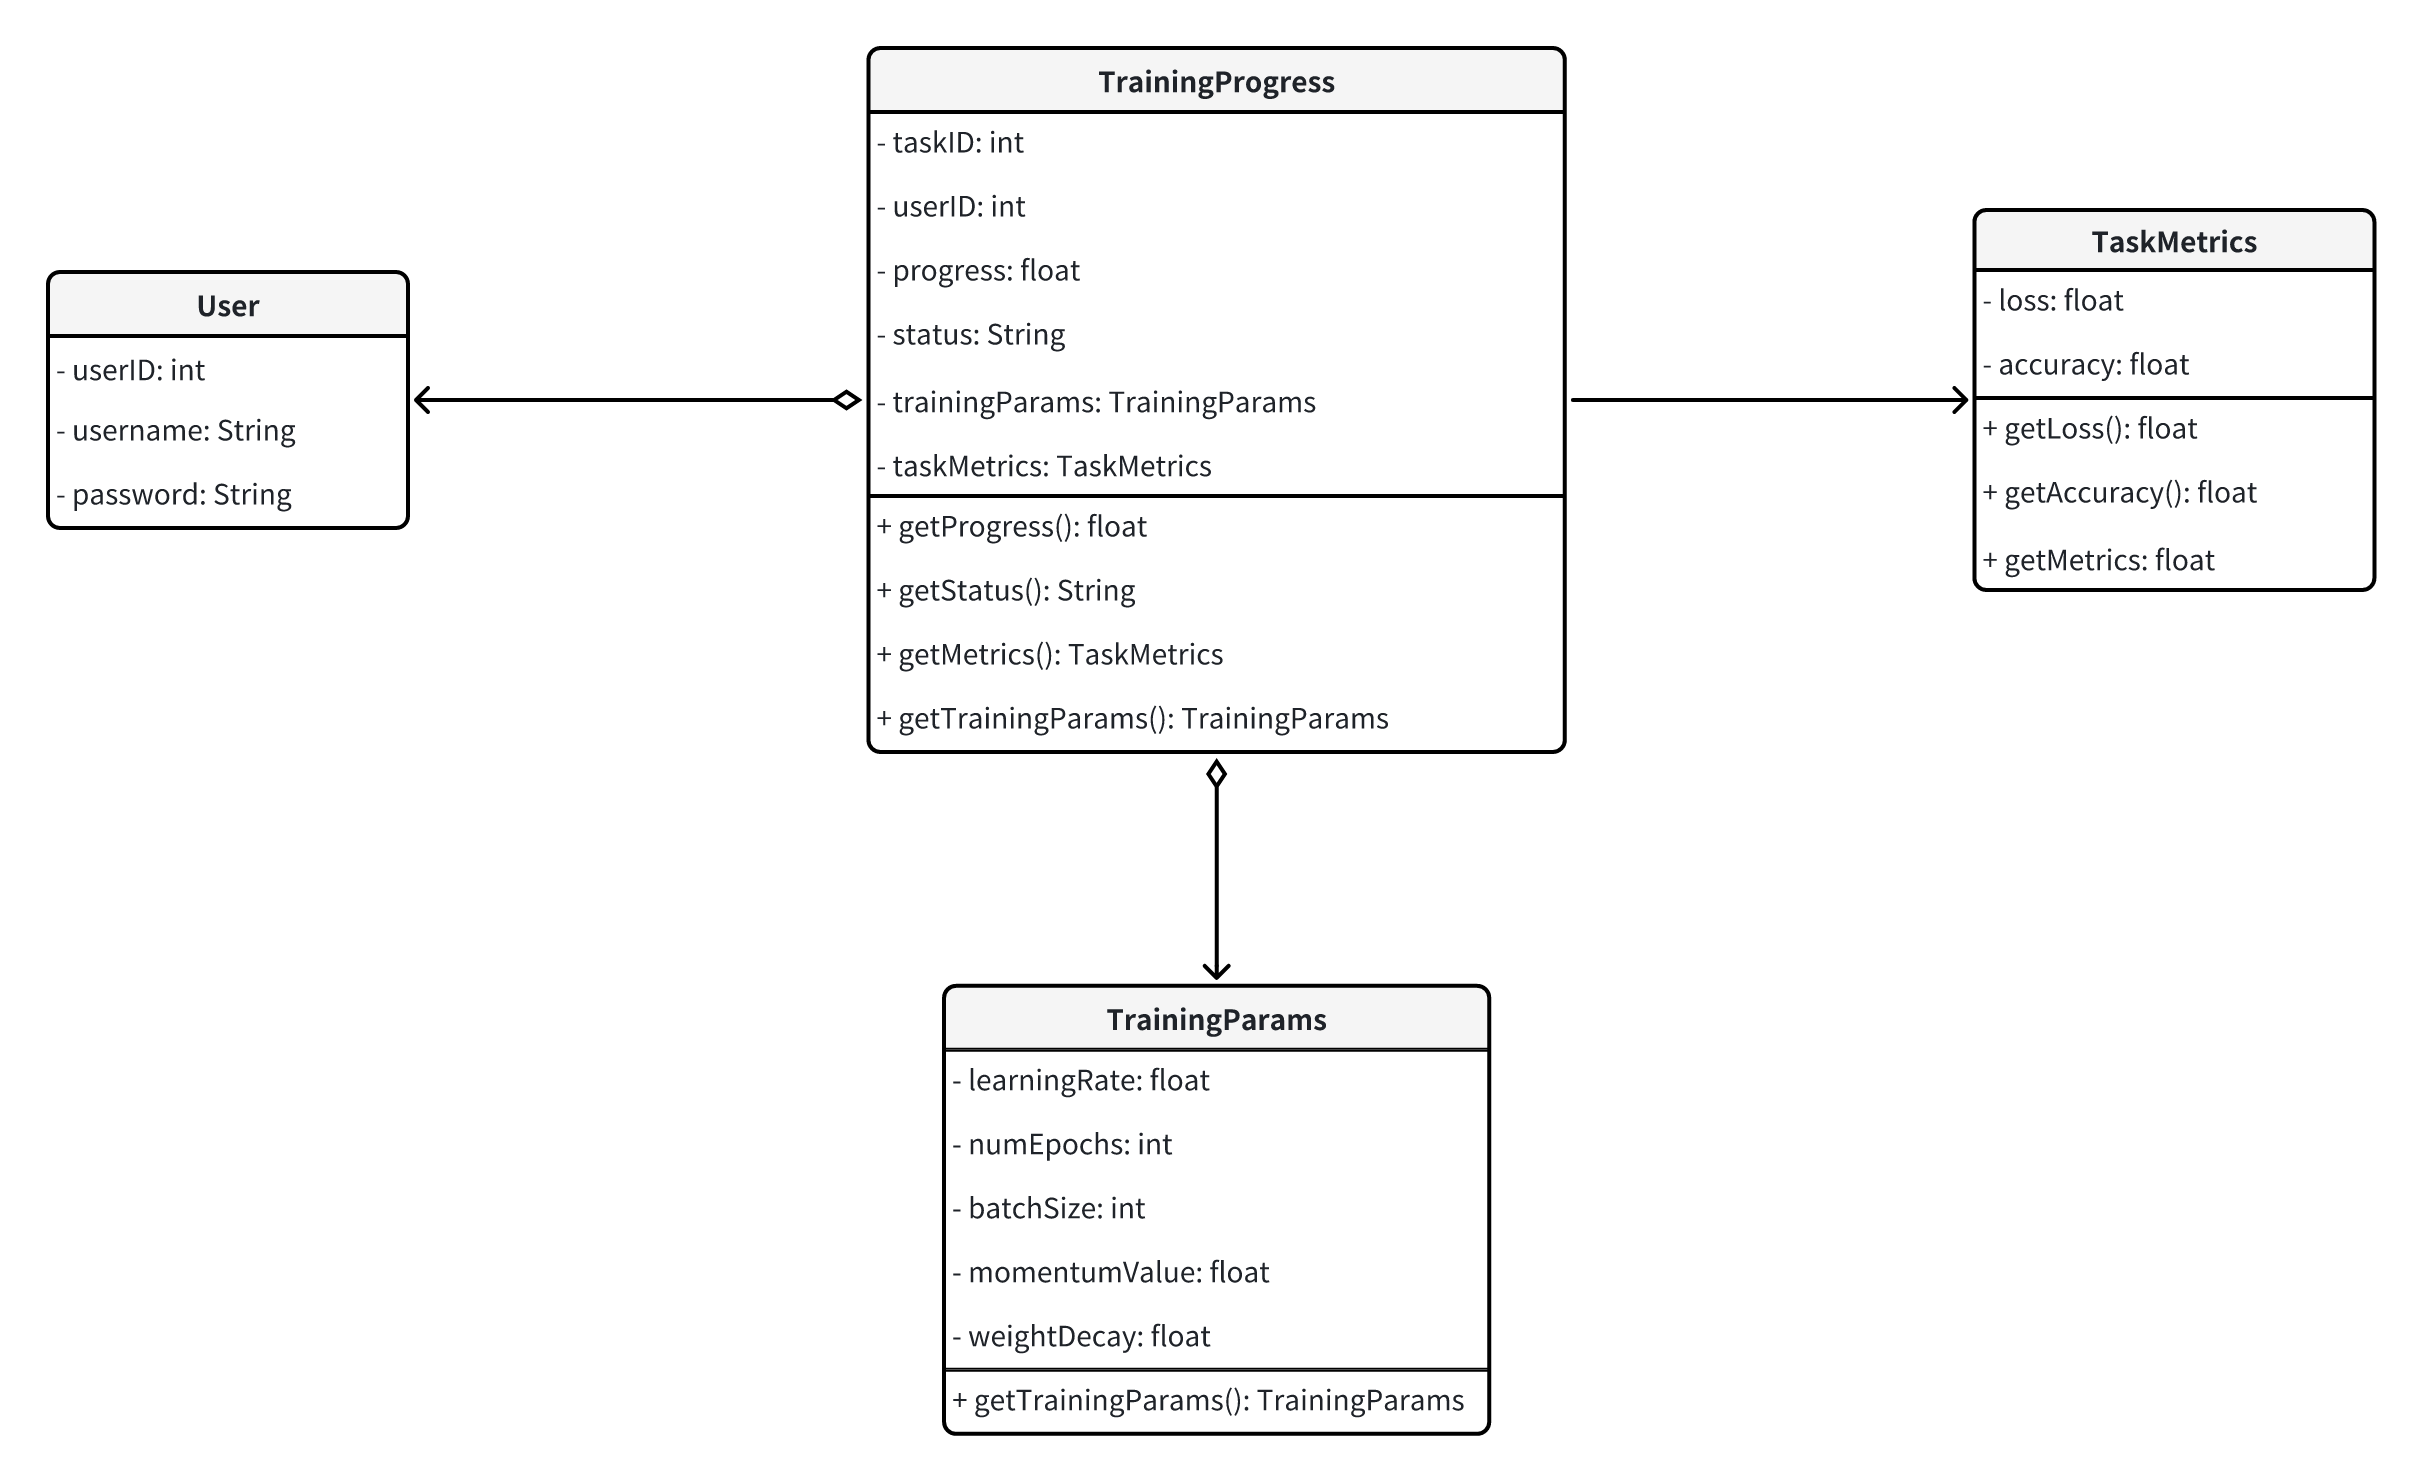 TrainingProgress
- taskID: int
- userID: int
- progress: float
- status: String
- trainingParams: TrainingParams
- taskMetrics: TaskMetrics
+ getProgress(): float
+ getStatus(): String
+ getMetrics(): TaskMetrics
+ getTrainingParams(): TrainingParams
User
- userID: int
- username: String
- password: String
TaskMetrics
- loss: float
- accuracy: float
+ getLoss(): float
+ getAccuracy(): float
+ getMetrics: float
TrainingParams
- learningRate: float
- numEpochs: int
- batchSize: int
- momentumValue: float
- weightDecay: float
+ getTrainingParams(): TrainingParams